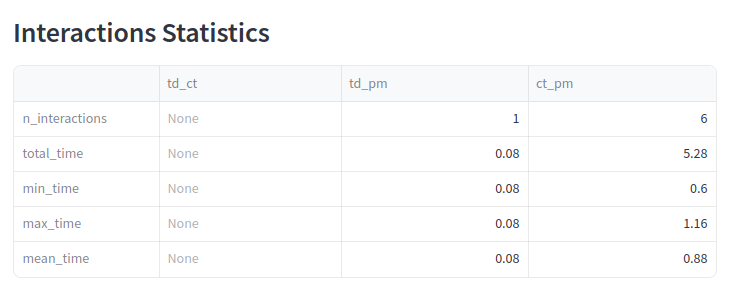 Interactions Statistics
td_ct td_pm ct_pm
n_interactions None 1 6
total_time None 0.08 5.28
min_time None 0.08 0.6
max_time None 0.08 1.16
mean_time None 0.08 0.88